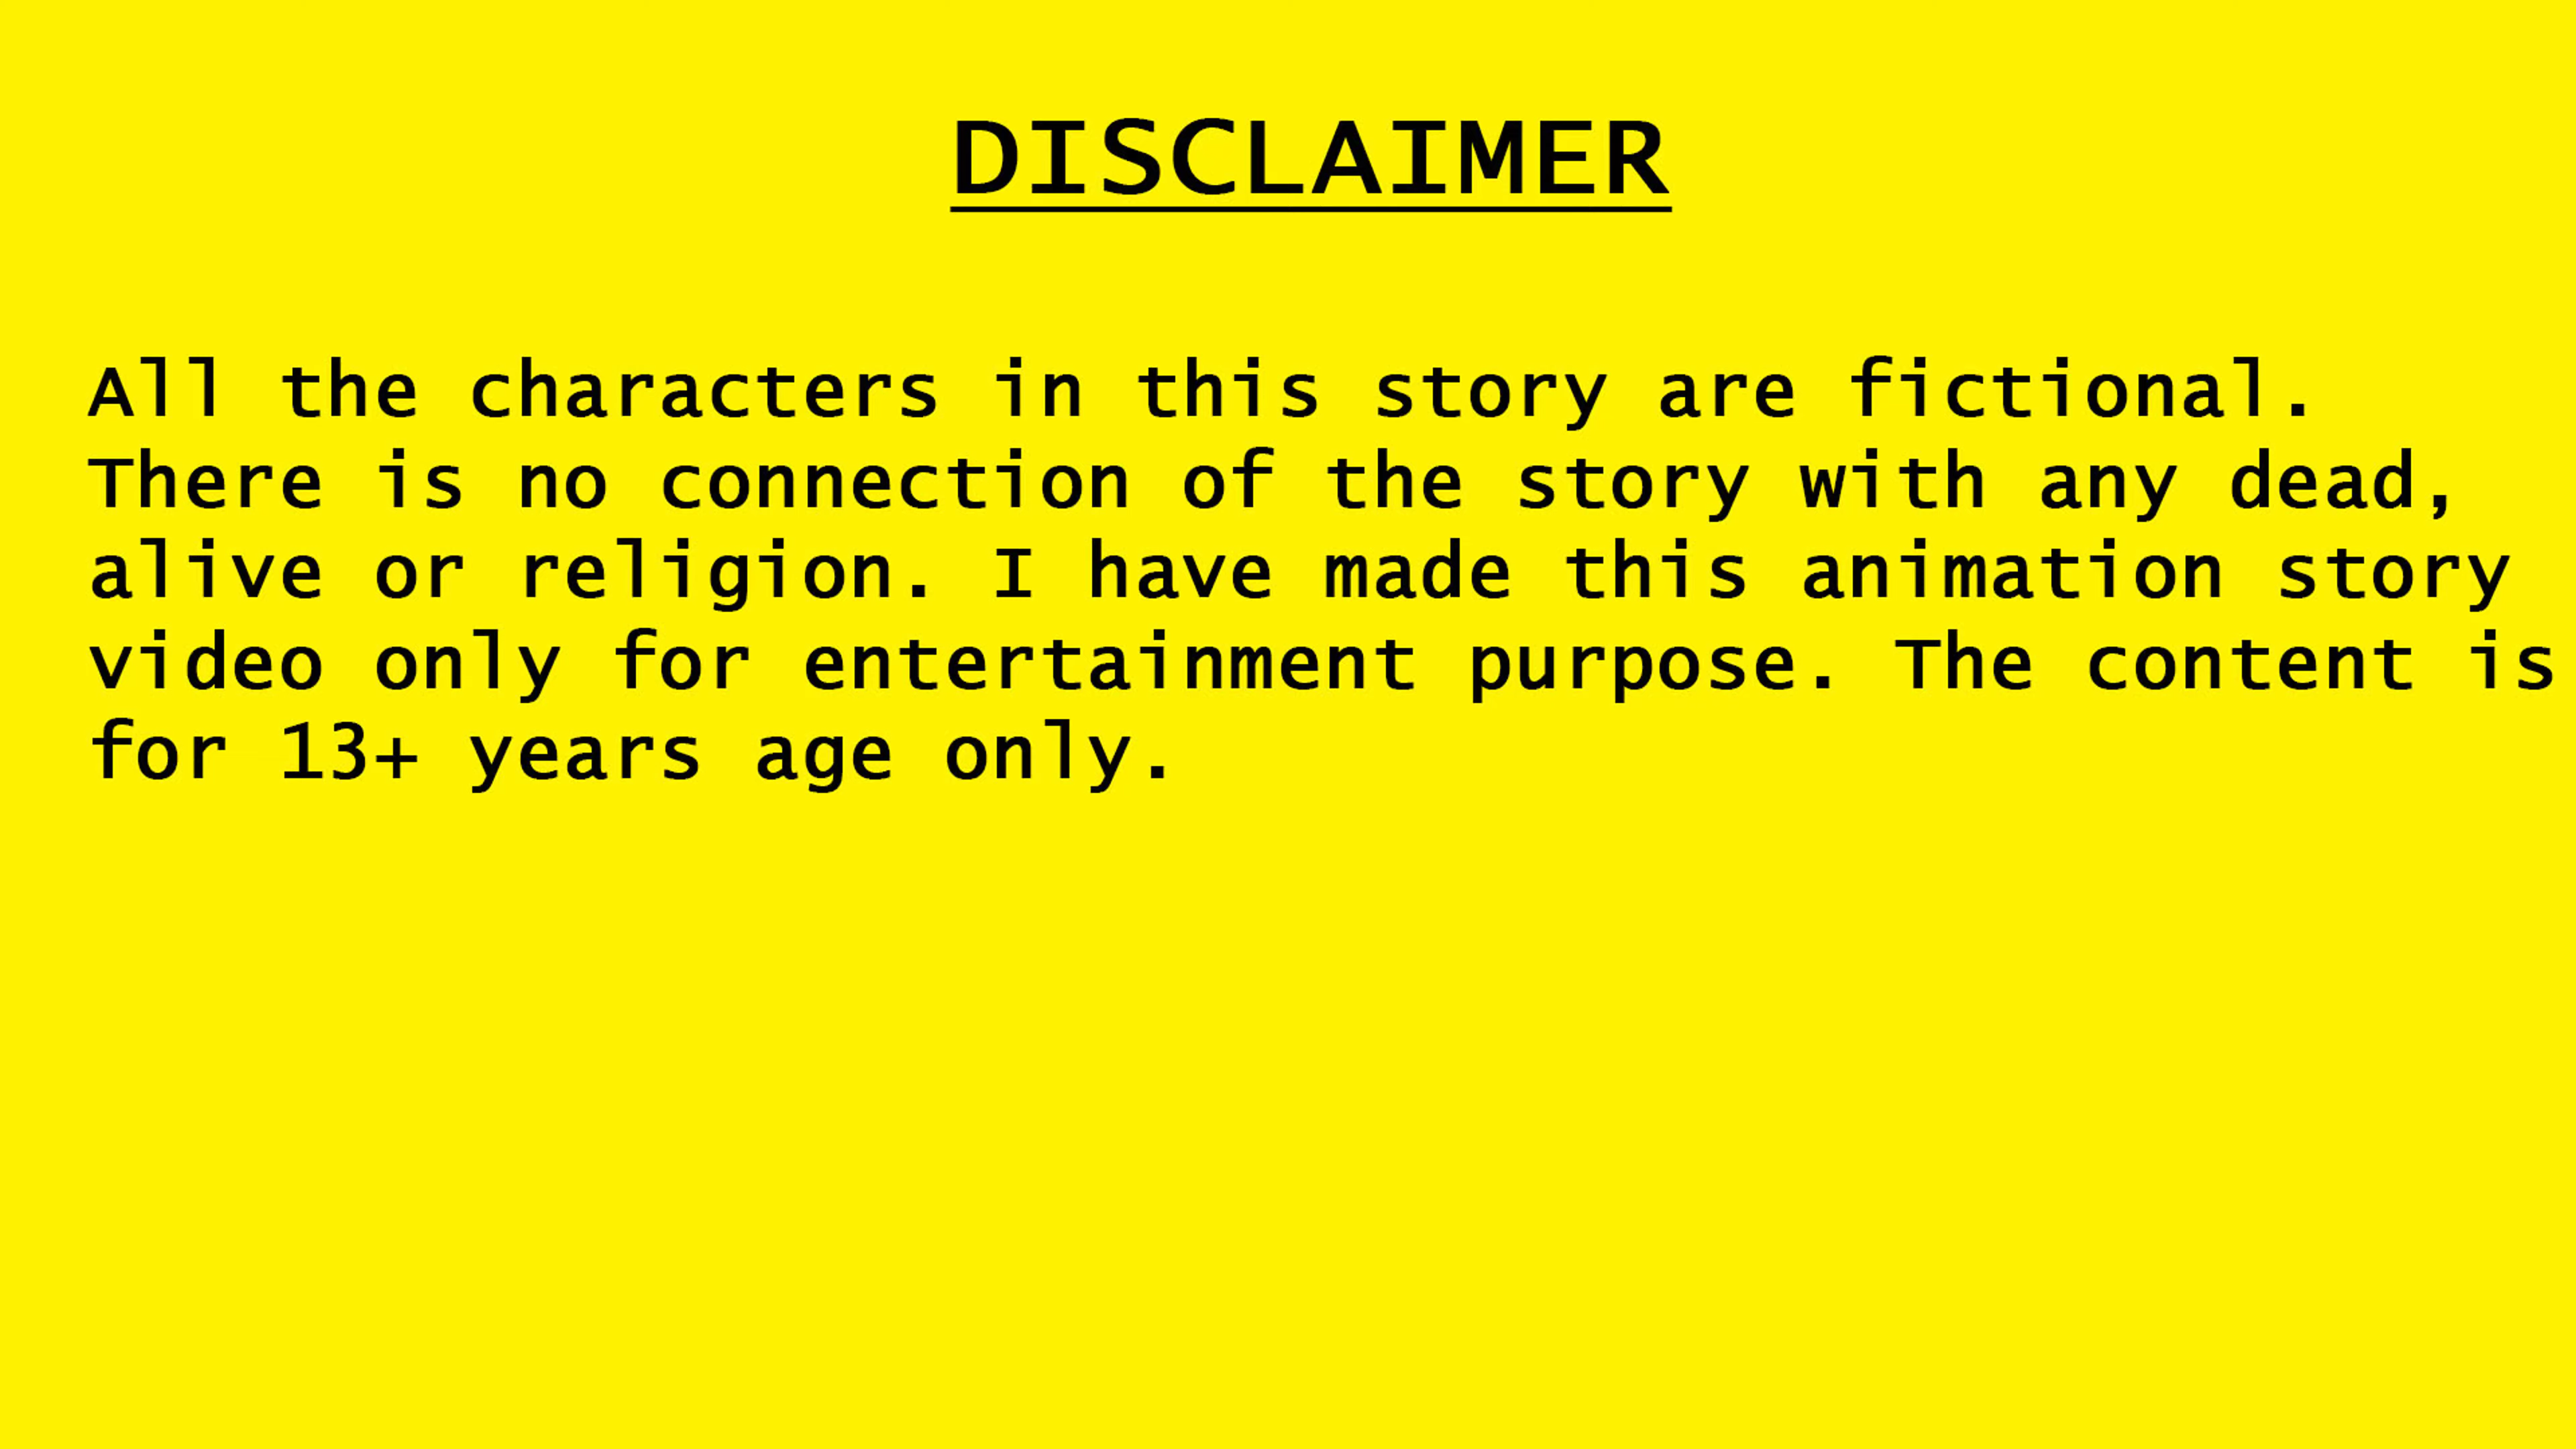 DISCLAIMER
All the characters in this story are fictional.
There is no connection of the story with any dead,
alive or religion. I have made this animation story
video only for entertainment purpose. The content is
for 13+ years age only.